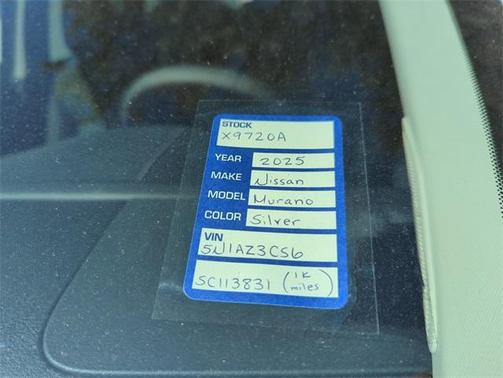 STOCK
X9720A
YEAR 2025
MAKE Nissan
MODEL Murano
COLOR Silver
VIN
5N1AZ3CS6
SC113831 (1K miles)